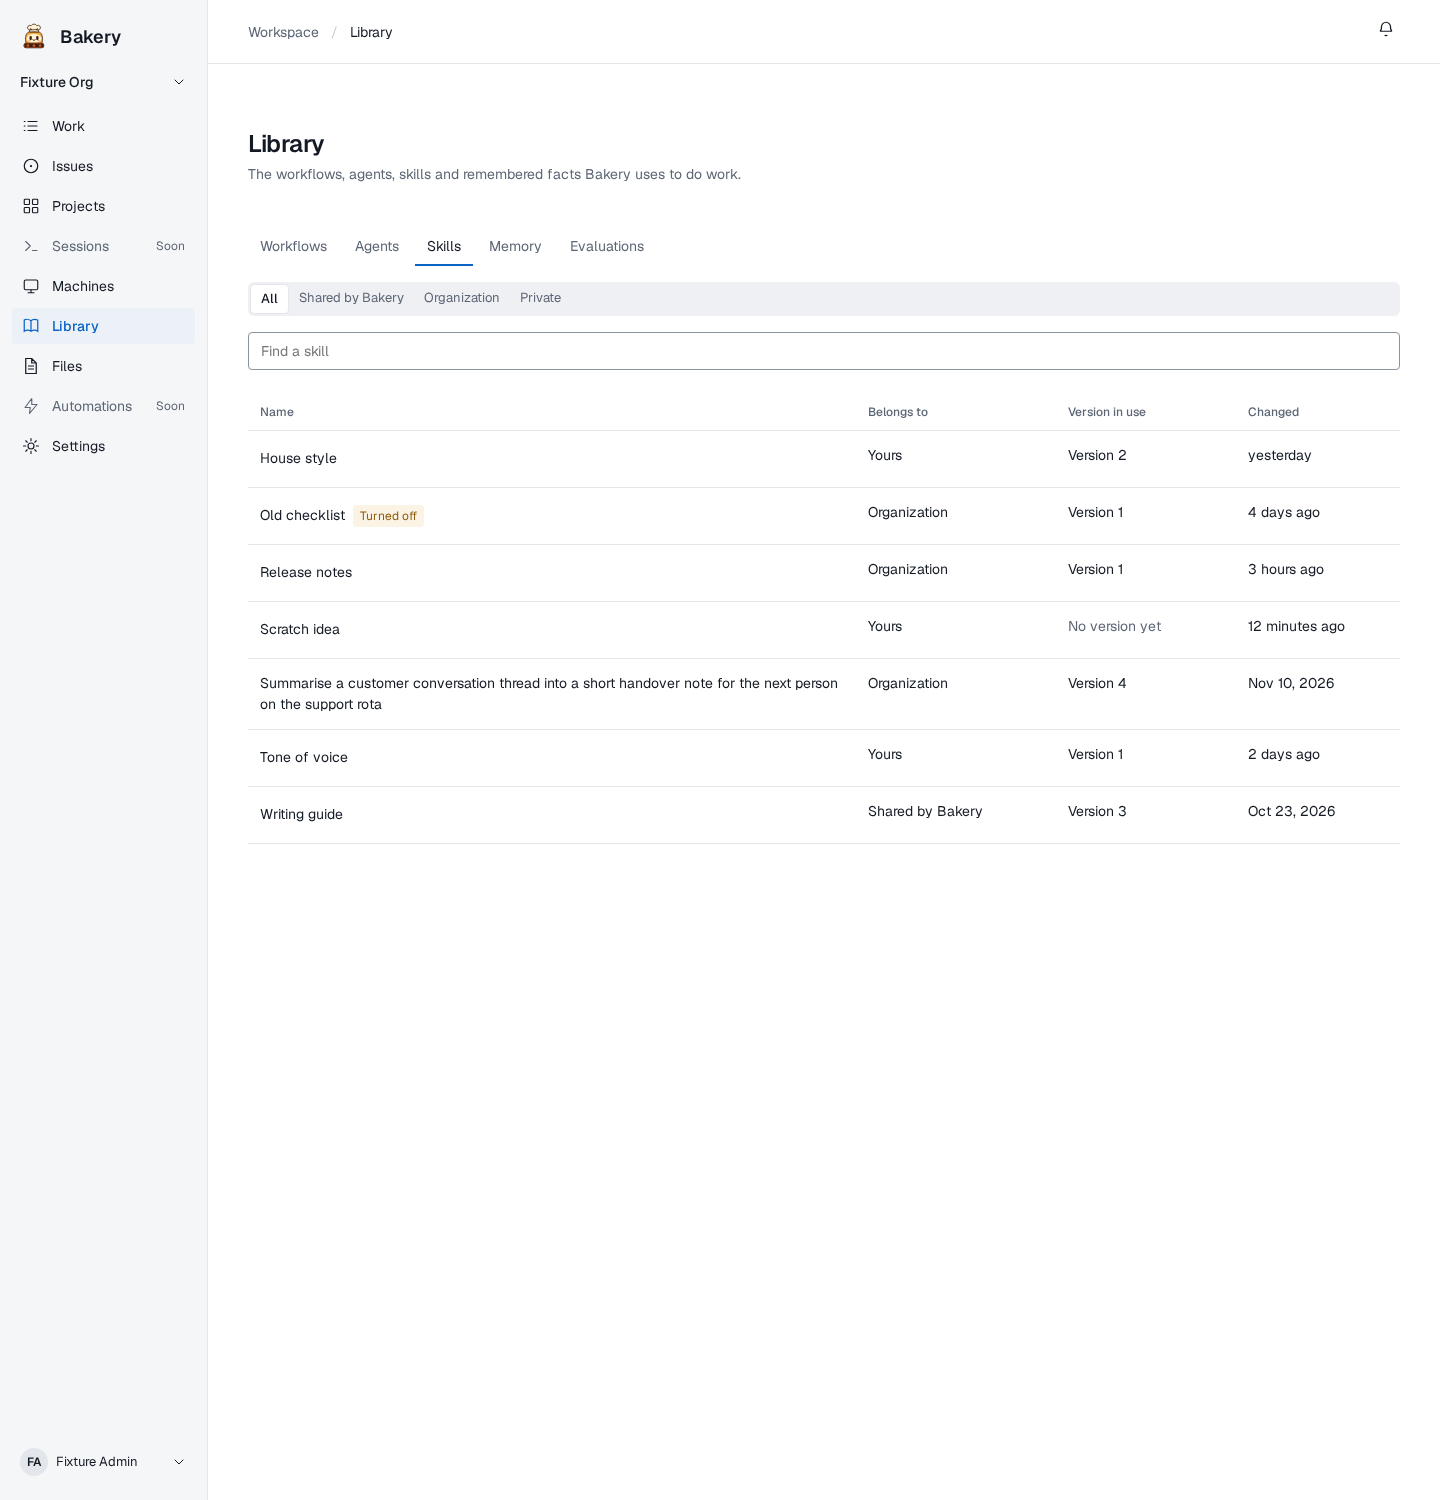 Bakery
Fixture Org
Work
Issues
Projects
Sessions Soon
Machines
Library
Files
Automations Soon
Settings
FA Fixture Admin
Workspace / Library
Library
The workflows, agents, skills and remembered facts Bakery uses to do work.
Workflows Agents Skills Memory Evaluations
All Shared by Bakery Organization Private
Find a skill
Name Belongs to Version in use Changed
House style Yours Version 2 yesterday
Old checklist Turned off Organization Version 1 4 days ago
Release notes Organization Version 1 3 hours ago
Scratch idea Yours No version yet 12 minutes ago
Summarise a customer conversation thread into a short handover note for the next person Organization Version 4 Nov 10, 2026
on the support rota
Tone of voice Yours Version 1 2 days ago
Writing guide Shared by Bakery Version 3 Oct 23, 2026